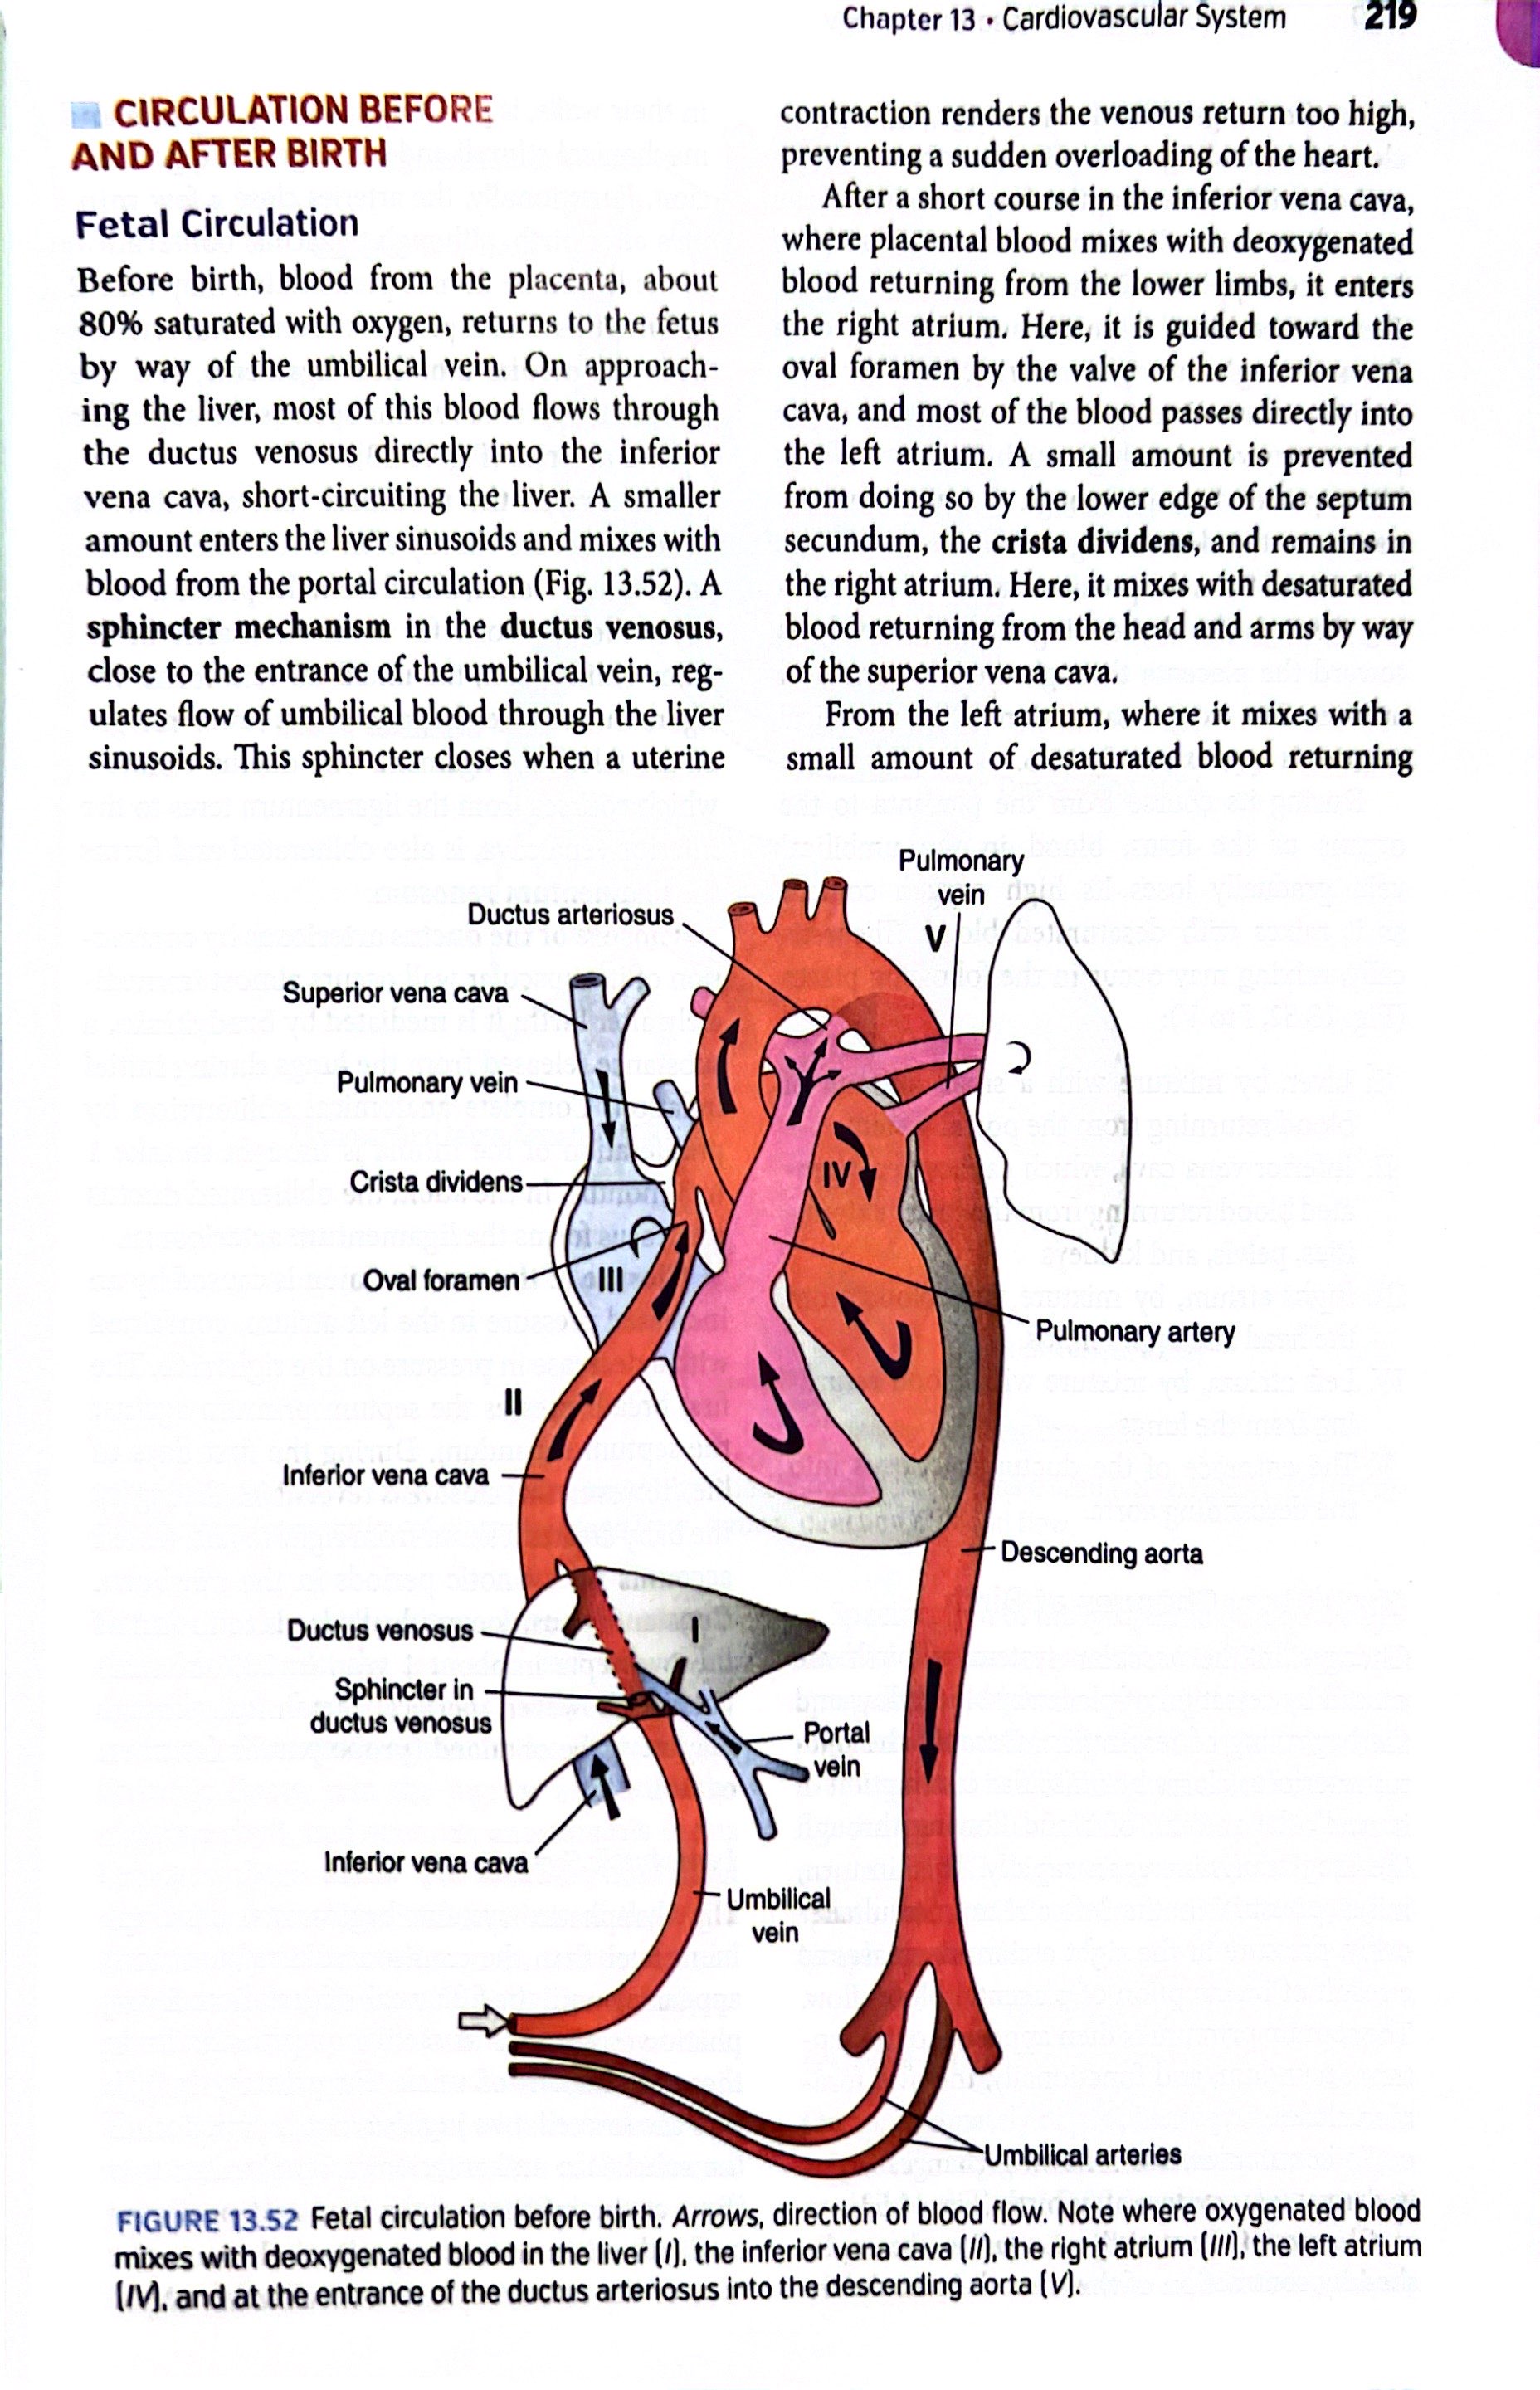 Chapter 13 • Cardiovascular System 219
CIRCULATION BEFORE
AND AFTER BIRTH
Fetal Circulation
Before birth, blood from the placenta, about
80% saturated with oxygen, returns to the fetus
by way of the umbilical vein. On approach-
ing the liver, most of this blood flows through
the ductus venosus directly into the inferior
vena cava, short-circuiting the liver. A smaller
amount enters the liver sinusoids and mixes with
blood from the portal circulation (Fig. 13.52). A
sphincter mechanism in the ductus venosus,
close to the entrance of the umbilical vein, reg-
ulates flow of umbilical blood through the liver
sinusoids. This sphincter closes when a uterine
contraction renders the venous return too high,
preventing a sudden overloading of the heart.
After a short course in the inferior vena cava,
where placental blood mixes with deoxygenated
blood returning from the lower limbs, it enters
the right atrium. Here, it is guided toward the
oval foramen by the valve of the inferior vena
cava, and most of the blood passes directly into
the left atrium. A small amount is prevented
from doing so by the lower edge of the septum
secundum, the crista dividens, and remains in
the right atrium. Here, it mixes with desaturated
blood returning from the head and arms by way
of the superior vena cava.
From the left atrium, where it mixes with a
small amount of desaturated blood returning
Pulmonary
vein
Ductus arteriosus
V
Superior vena cava
Pulmonary vein
Crista dividens
IV
Oval foramen
III
Pulmonary artery
II
Inferior vena cava
Descending aorta
Ductus venosus
I
Sphincter in
ductus venosus
Portal
vein
Inferior vena cava
Umbilical
vein
Umbilical arteries
FIGURE 13.52 Fetal circulation before birth. Arrows, direction of blood flow. Note where oxygenated blood
mixes with deoxygenated blood in the liver (I), the inferior vena cava (II), the right atrium (III), the left atrium
(IV), and at the entrance of the ductus arteriosus into the descending aorta (V).